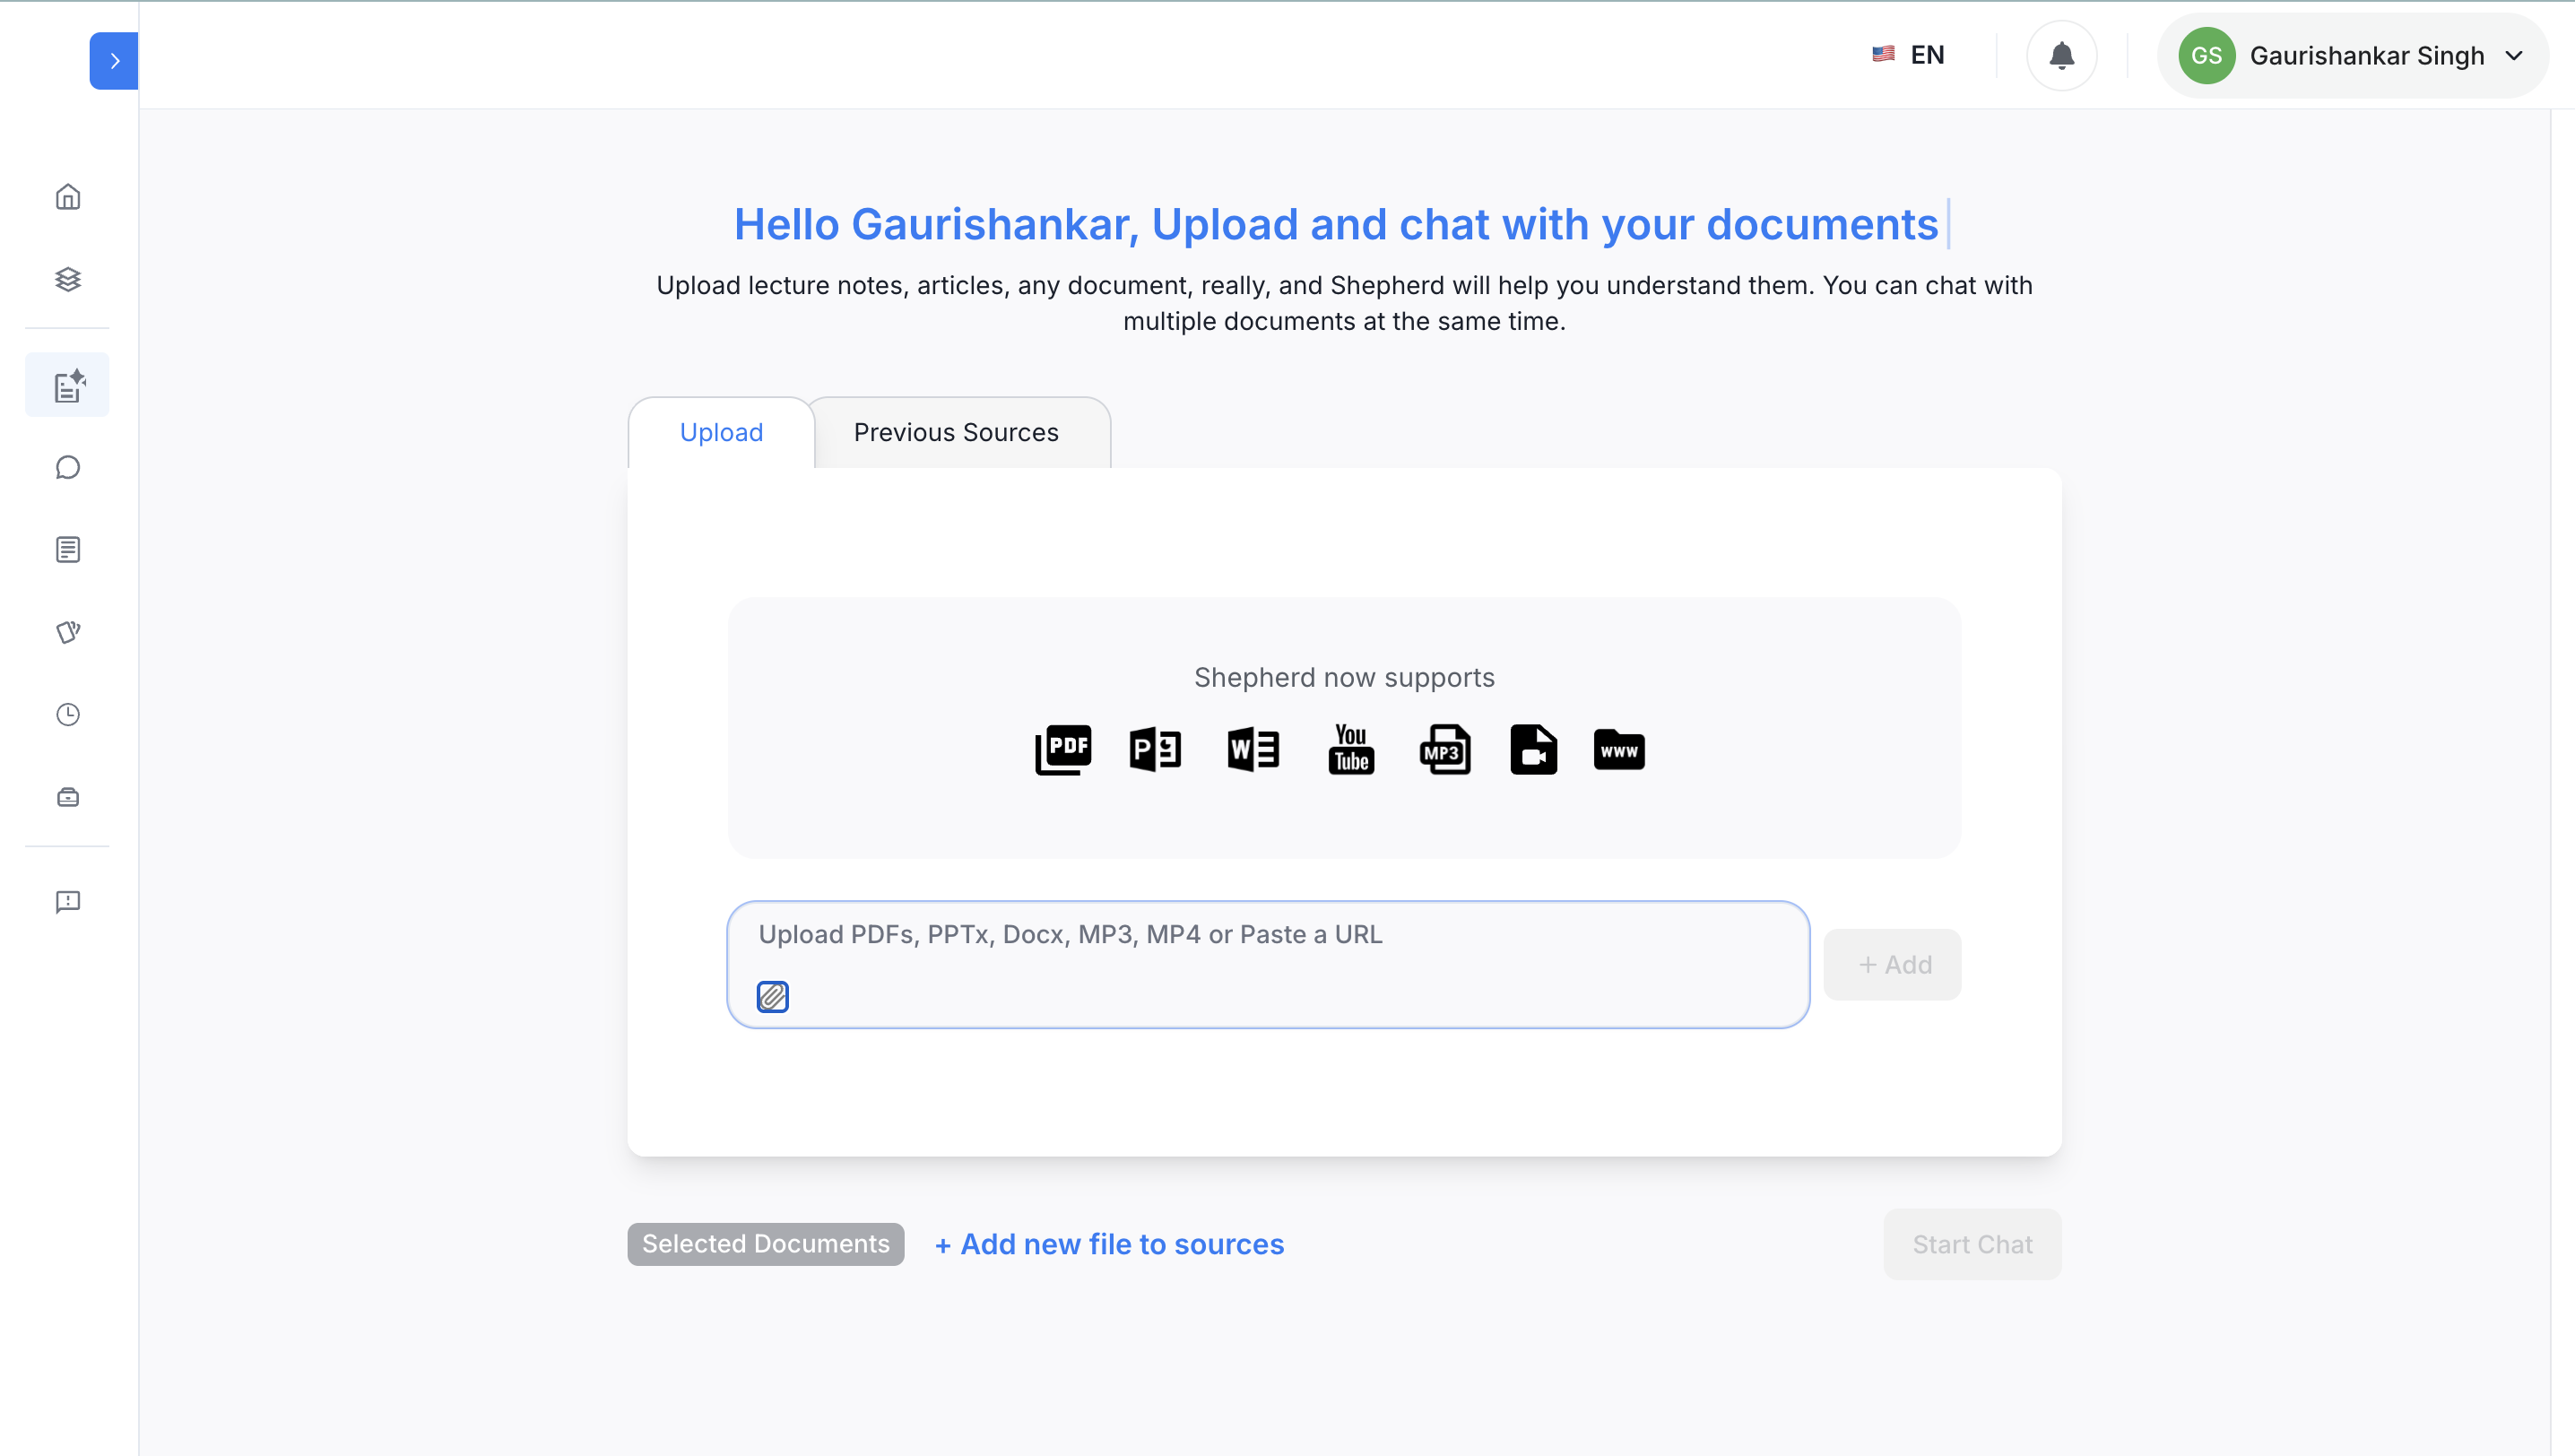 EN
GS
Gaurishankar Singh
Hello Gaurishankar, Upload and chat with your documents
Upload lecture notes, articles, any document, really, and Shepherd will help you understand them. You can chat with
multiple documents at the same time.
Upload
Previous Sources
Shepherd now supports
PDF
P
W
You
Tube
MP3
www
Upload PDFs, PPTx, Docx, MP3, MP4 or Paste a URL
+ Add
Selected Documents
+ Add new file to sources
Start Chat